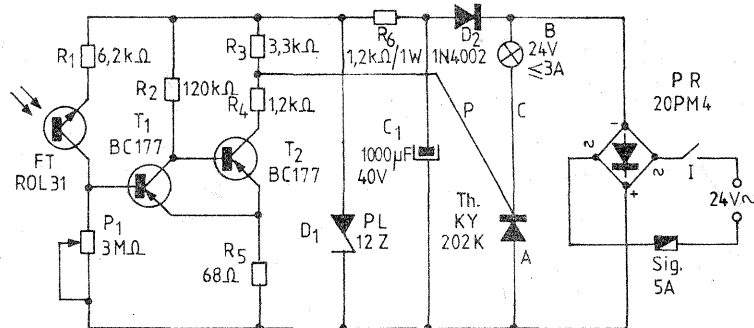 R1
6,2kΩ
R2
120kΩ
R3
3,3kΩ
R4
1,2kΩ
R6
1,2kΩ/1W
D2
1N4002
B
24V
≤3A
PR
20PM4
T1
BC177
FT
ROL31
T2
BC177
C1
1000µF
40V
P
C
P1
3MΩ
R5
68Ω
D1
PL
12Z
Th.
KY
202K
A
I
24V~
Sig.
5A
+